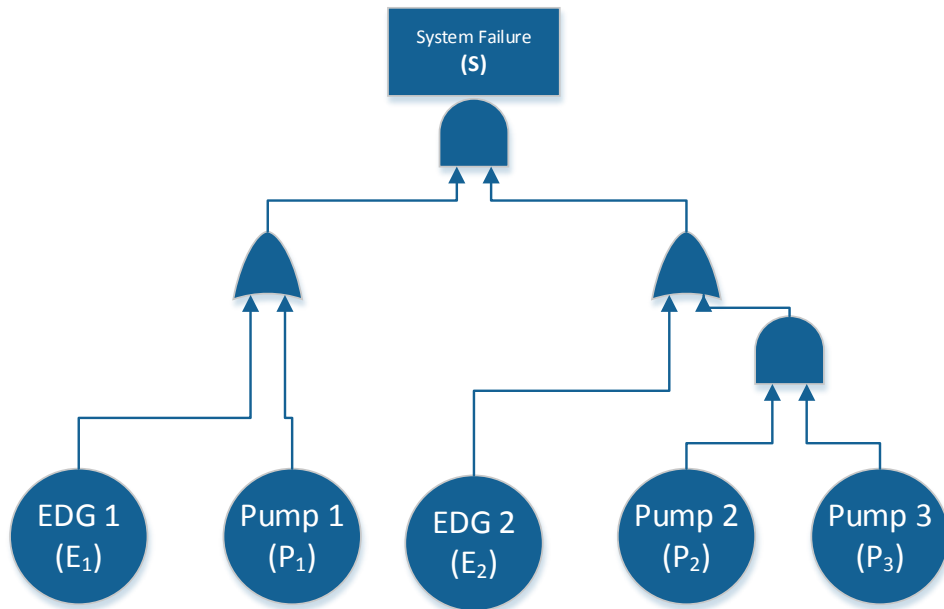 System Failure
(S)
EDG 1
(E₁)
Pump 1
(P₁)
EDG 2
(E₂)
Pump 2
(P₂)
Pump 3
(P₃)